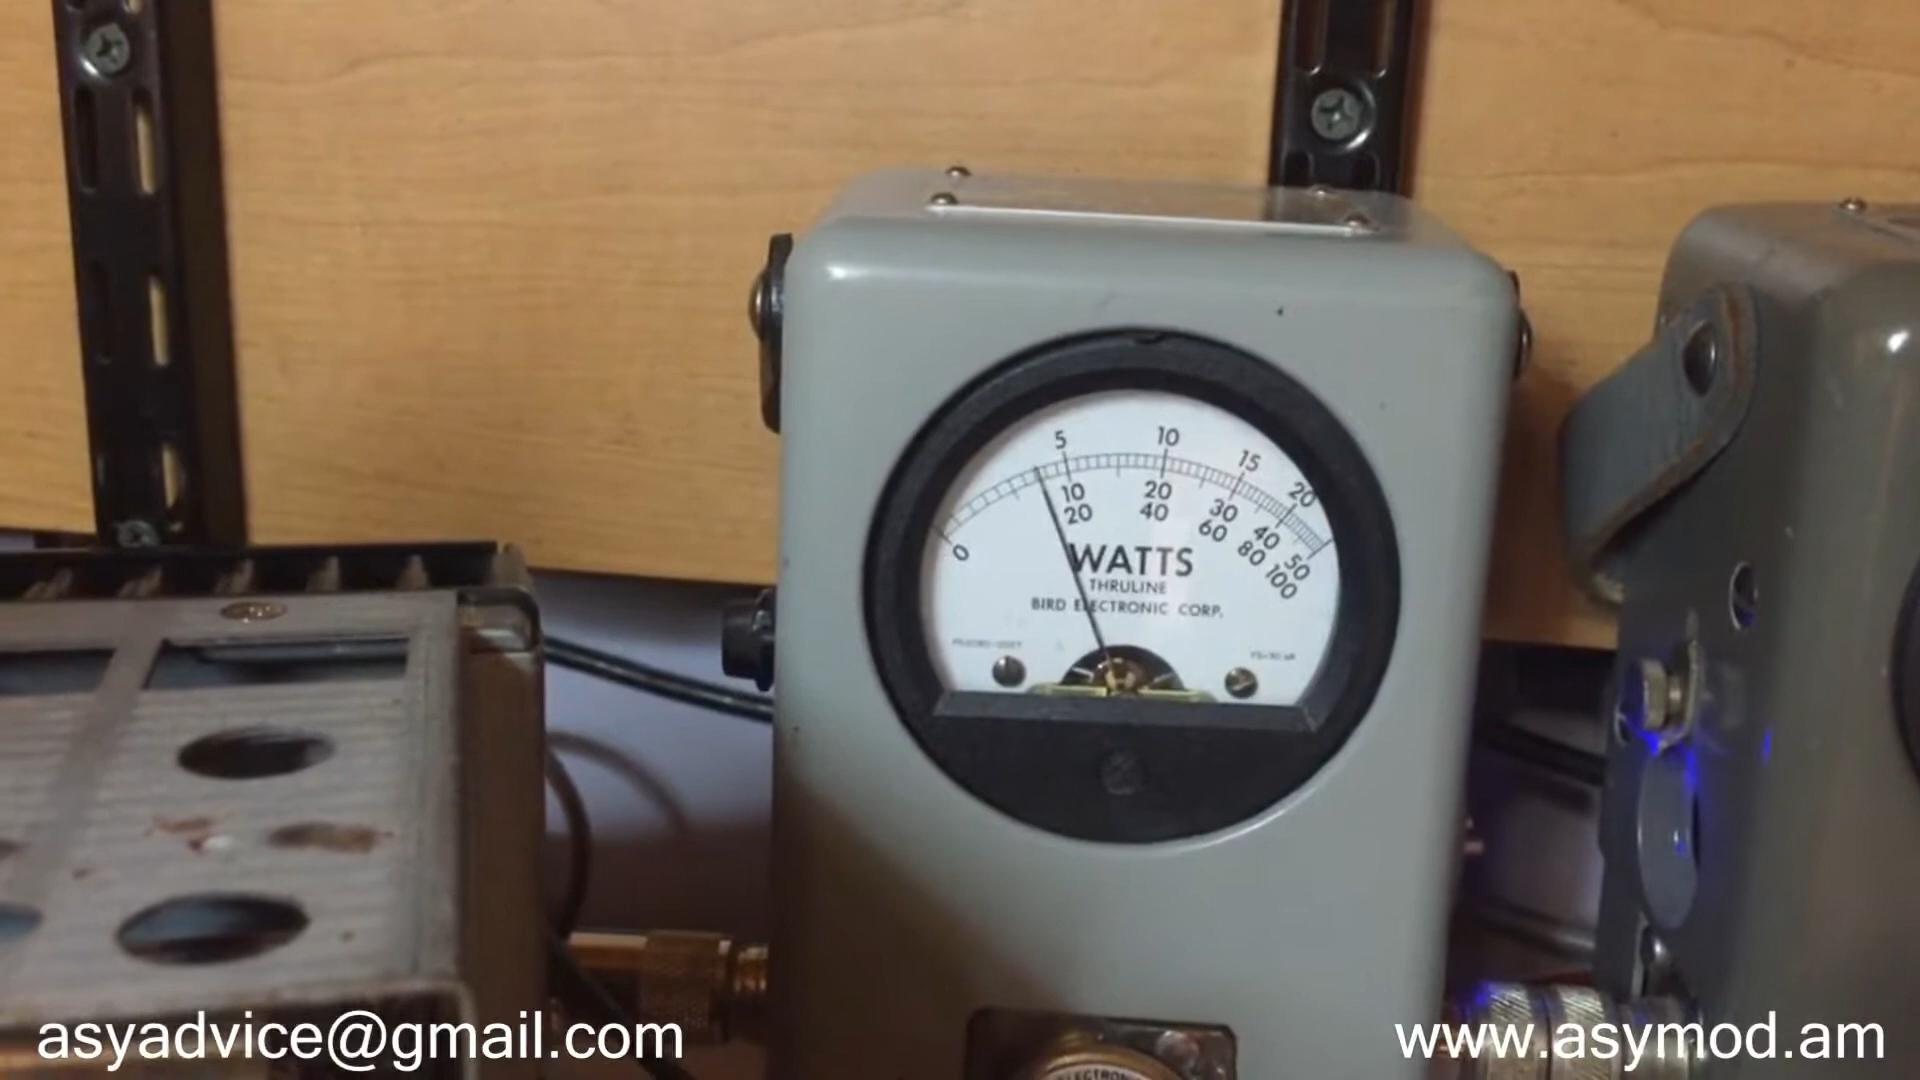 5 10 15 20
0 10 20 30 40 50
20 40 60 80 100
WATTS
THRULINE
BIRD ELECTRONIC CORP.
asyadvice@gmail.com
www.asymod.am